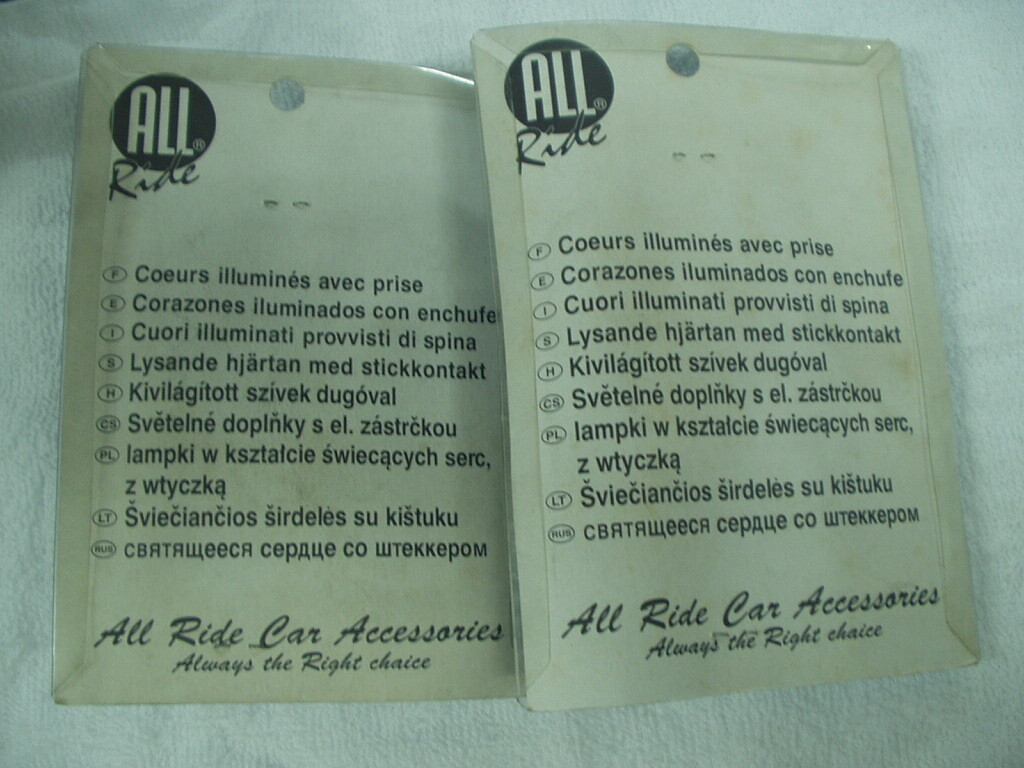 ALL®
Ride
F Coeurs illuminés avec prise
E Corazones iluminados con enchufe
I Cuori illuminati provvisti di spina
S Lysande hjärtan med stickkontakt
H Kivilágított szívek dugóval
CS Světelné doplňky s el. zástrčkou
PL lampki w kształcie świecących serc,
z wtyczką
LT Šviečiančios širdelės su kištuku
RUS святящееся сердце со штеккером
All Ride Car Accessories
Always the Right chaice
ALL®
Ride
F Coeurs illuminés avec prise
E Corazones iluminados con enchufe
I Cuori illuminati provvisti di spina
S Lysande hjärtan med stickkontakt
H Kivilágított szívek dugóval
CS Světelné doplňky s el. zástrčkou
PL lampki w kształcie świecących serc,
z wtyczką
LT Šviečiančios širdelės su kištuku
RUS святящееся сердце со штеккером
All Ride Car Accessories
Always the Right choice